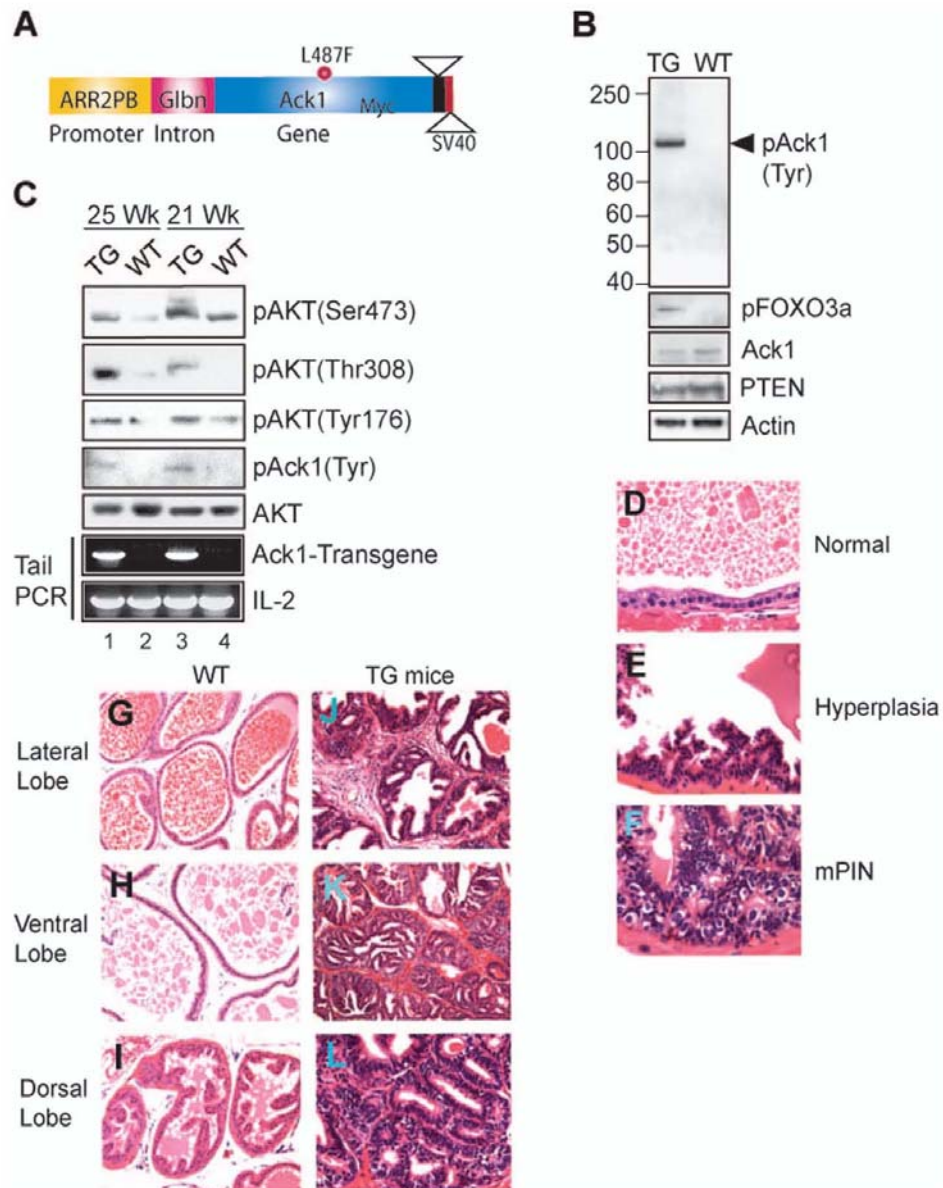 A
L487F
ARR2PB Glbn Ack1 Myc
Promoter Intron Gene SV40
B
TG WT
250
100
80
60
50
40
pAck1
(Tyr)
pFOXO3a
Ack1
PTEN
Actin
C
25 Wk 21 Wk
TG WT TG WT
pAKT(Ser473)
pAKT(Thr308)
pAKT(Tyr176)
pAck1(Tyr)
AKT
Ack1-Transgene
IL-2
Tail
PCR
1 2 3 4
D
Normal
E
Hyperplasia
F
mPIN
WT TG mice
G J
Lateral
Lobe
H K
Ventral
Lobe
I L
Dorsal
Lobe